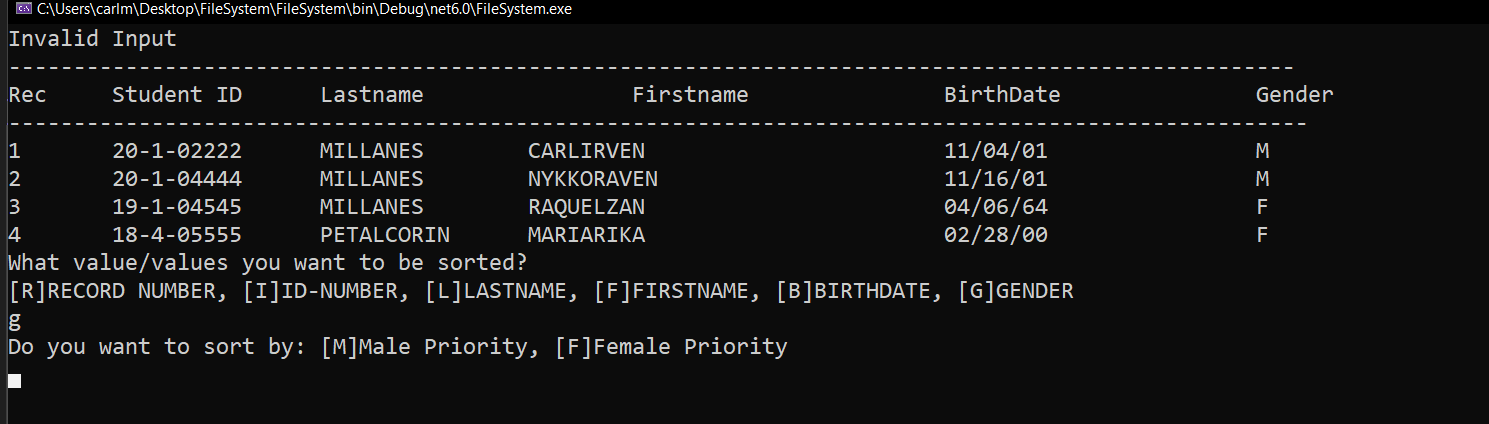 C:\Users\carlm\Desktop\FileSystem\FileSystem\bin\Debug\net6.0\FileSystem.exe
Invalid Input
---------------------------------------------------------------------------------------------------
Rec     Student ID      Lastname                Firstname               BirthDate               Gender
----------------------------------------------------------------------------------------------------
1       20-1-02222      MILLANES        CARLIRVEN                       11/04/01                M
2       20-1-04444      MILLANES        NYKKORAVEN                      11/16/01                M
3       19-1-04545      MILLANES        RAQUELZAN                       04/06/64                F
4       18-4-05555      PETALCORIN      MARIARIKA                       02/28/00                F
What value/values you want to be sorted?
[R]RECORD NUMBER, [I]ID-NUMBER, [L]LASTNAME, [F]FIRSTNAME, [B]BIRTHDATE, [G]GENDER
g
Do you want to sort by: [M]Male Priority, [F]Female Priority